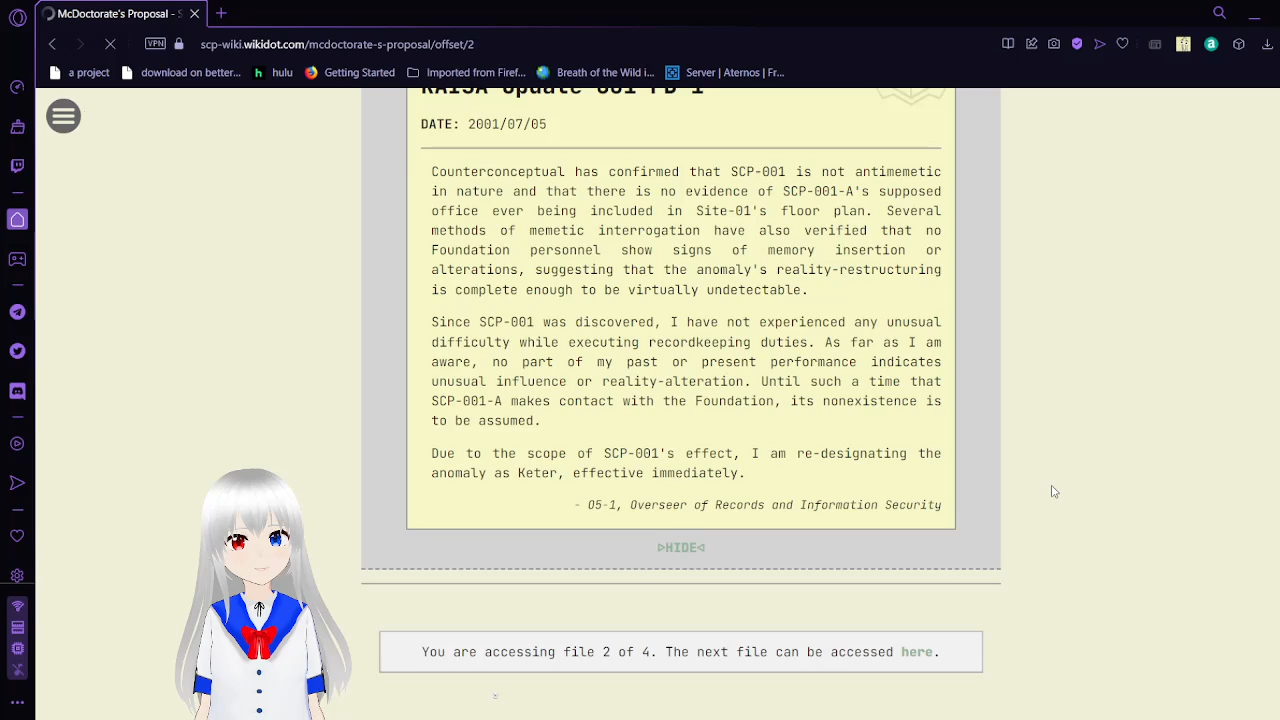 McDoctorate's Proposal - S
scp-wiki.wikidot.com/mcdoctorate-s-proposal/offset/2
VPN
a project
download on better...
hulu
Getting Started
Imported from Firef...
Breath of the Wild i...
Server | Aternos | Fr...
RAISA Update 001-PD-1
DATE: 2001/07/05
Counterconceptual has confirmed that SCP-001 is not antimemetic
in nature and that there is no evidence of SCP-001-A's supposed
office ever being included in Site-01's floor plan. Several
methods of memetic interrogation have also verified that no
Foundation personnel show signs of memory insertion or
alterations, suggesting that the anomaly's reality-restructuring
is complete enough to be virtually undetectable.
Since SCP-001 was discovered, I have not experienced any unusual
difficulty while executing recordkeeping duties. As far as I am
aware, no part of my past or present performance indicates
unusual influence or reality-alteration. Until such a time that
SCP-001-A makes contact with the Foundation, its nonexistence is
to be assumed.
Due to the scope of SCP-001's effect, I am re-designating the
anomaly as Keter, effective immediately.
- O5-1, Overseer of Records and Information Security
▷HIDE◁
You are accessing file 2 of 4. The next file can be accessed here.